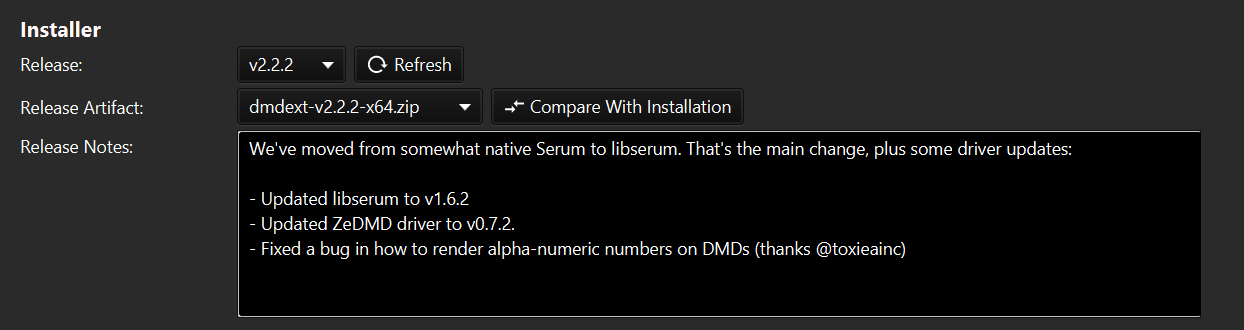 Installer
Release: v2.2.2 Refresh
Release Artifact: dmdext-v2.2.2-x64.zip Compare With Installation
Release Notes: We've moved from somewhat native Serum to libserum. That's the main change, plus some driver updates:
- Updated libserum to v1.6.2
- Updated ZeDMD driver to v0.7.2.
- Fixed a bug in how to render alpha-numeric numbers on DMDs (thanks @toxieainc)